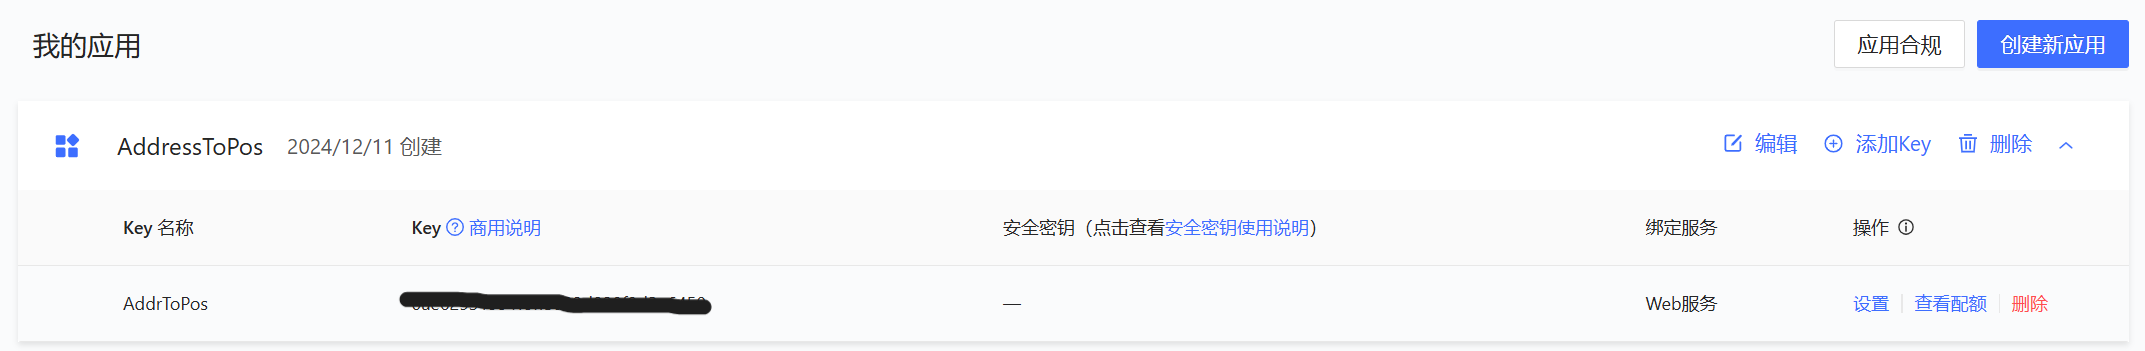 我的应用
应用合规
创建新应用
AddressToPos 2024/12/11 创建
编辑 添加Key 删除
Key 名称 Key 商用说明 安全密钥（点击查看安全密钥使用说明） 绑定服务 操作
AddrToPos — Web服务 设置 查看配额 删除